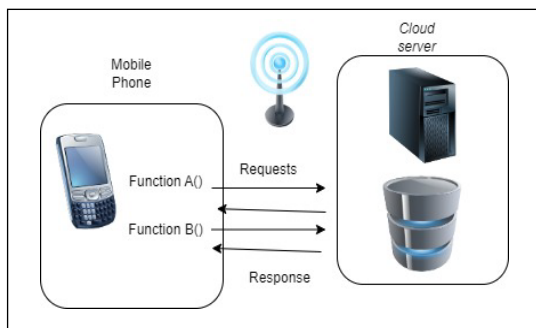 Cloud
server
Mobile
Phone
Function A()
Requests
Function B()
Response